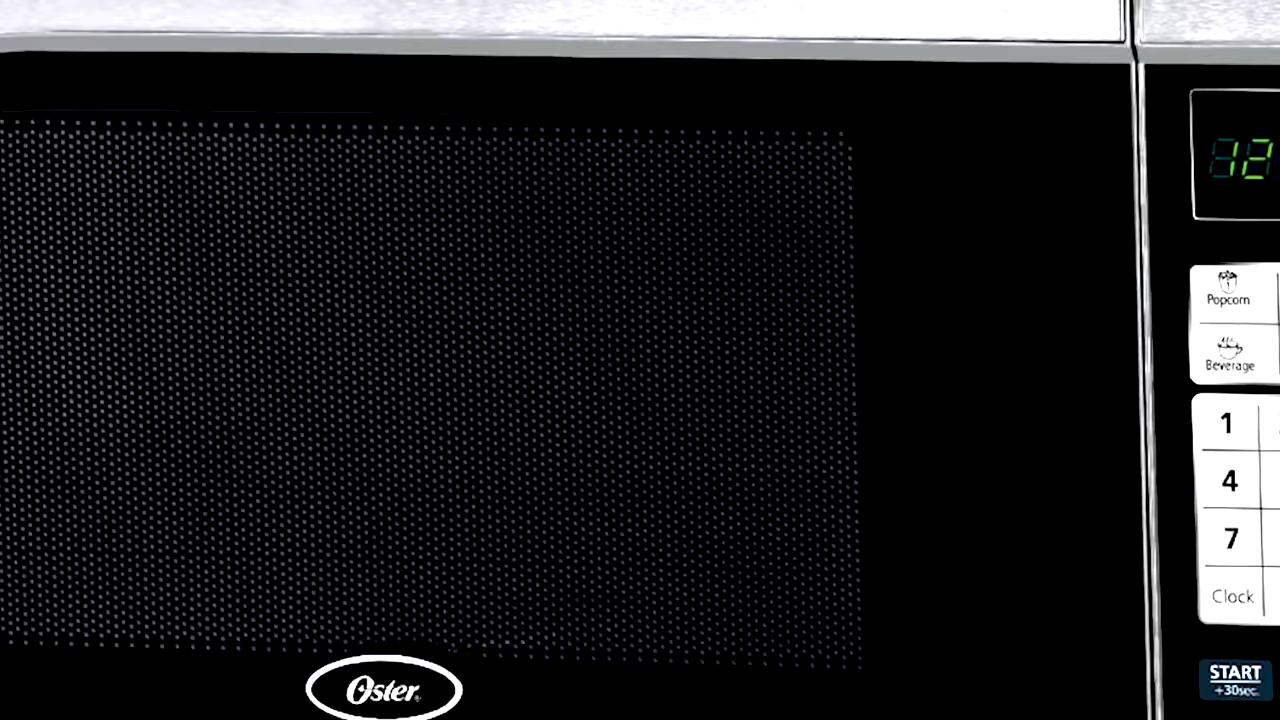 12
Popcorn
Beverage
1
4
7
Clock
START
+30sec.
Oster